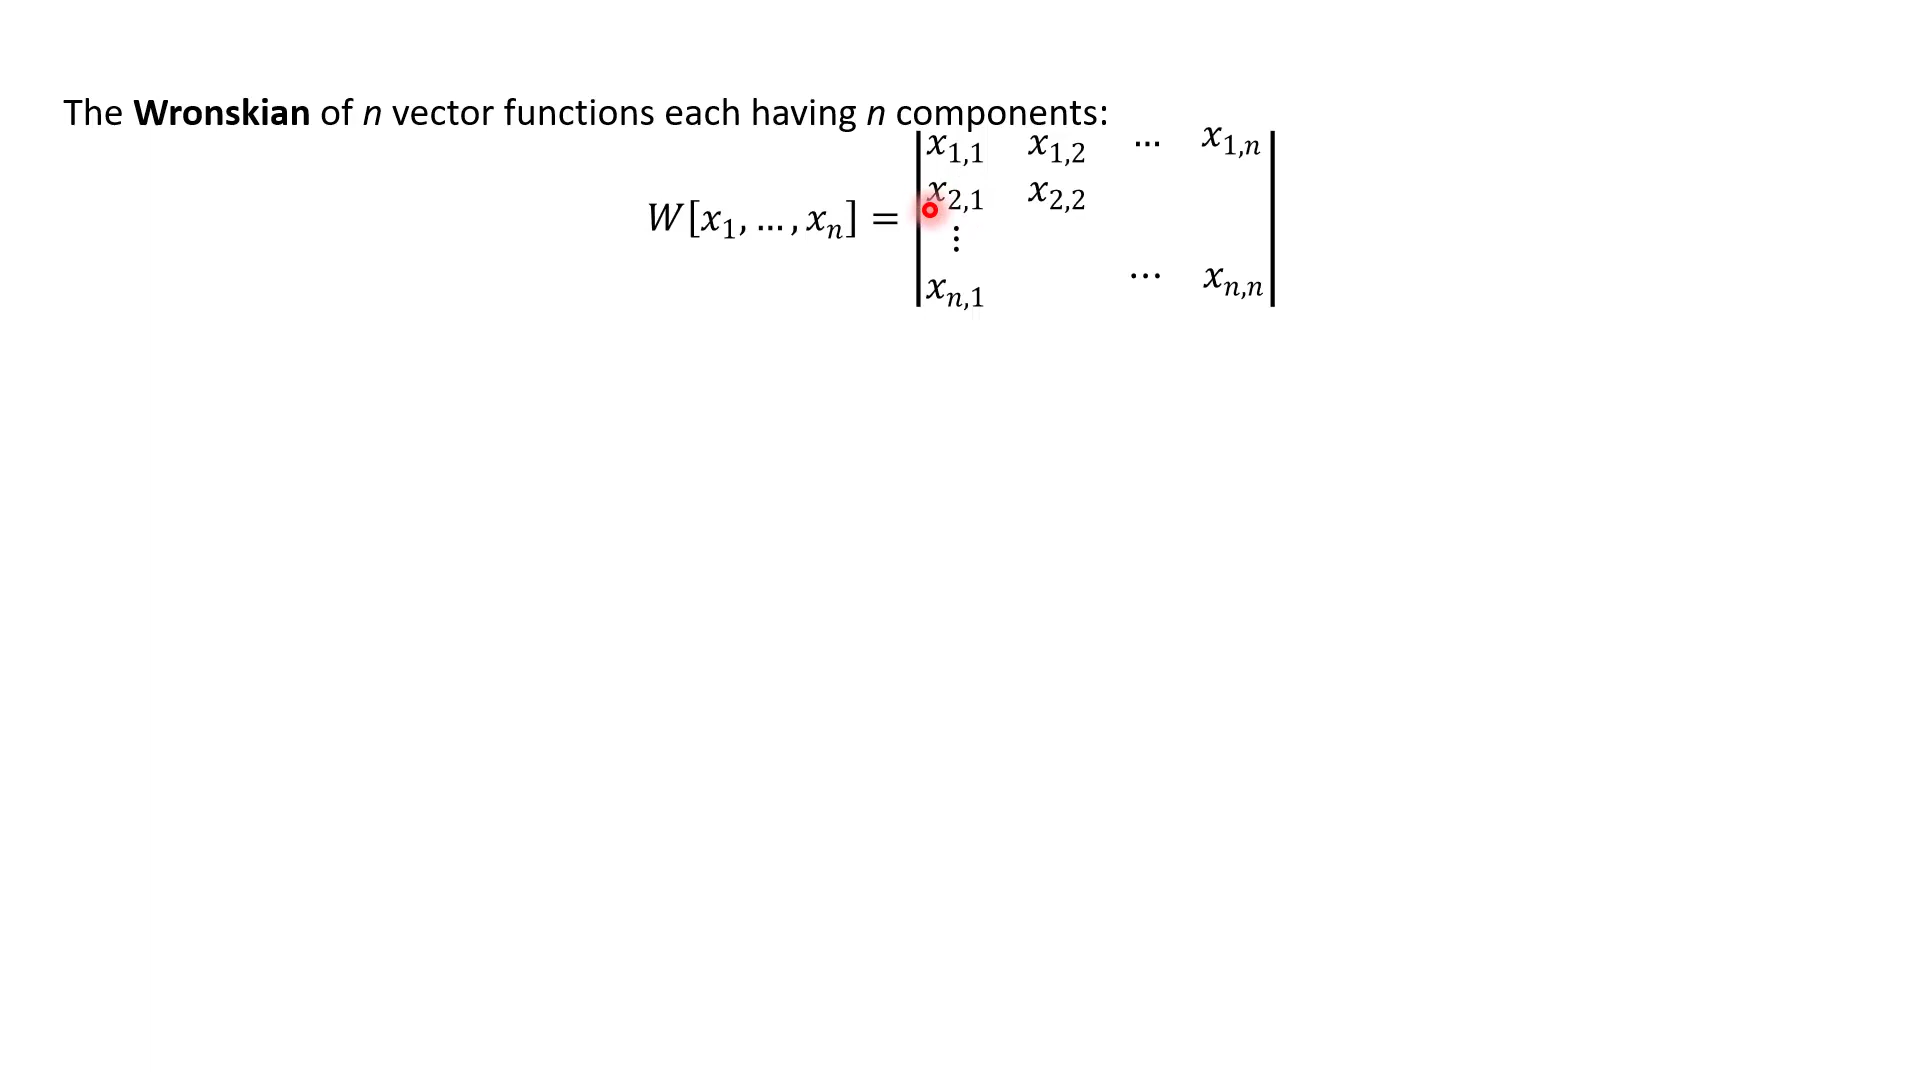 The Wronskian of n vector functions each having n components:
W[x₁, … , xₙ] = | x₁,₁ x₁,₂ … x₁,ₙ |
x₂,₁ x₂,₂
⋮
xₙ,₁ … xₙ,ₙ